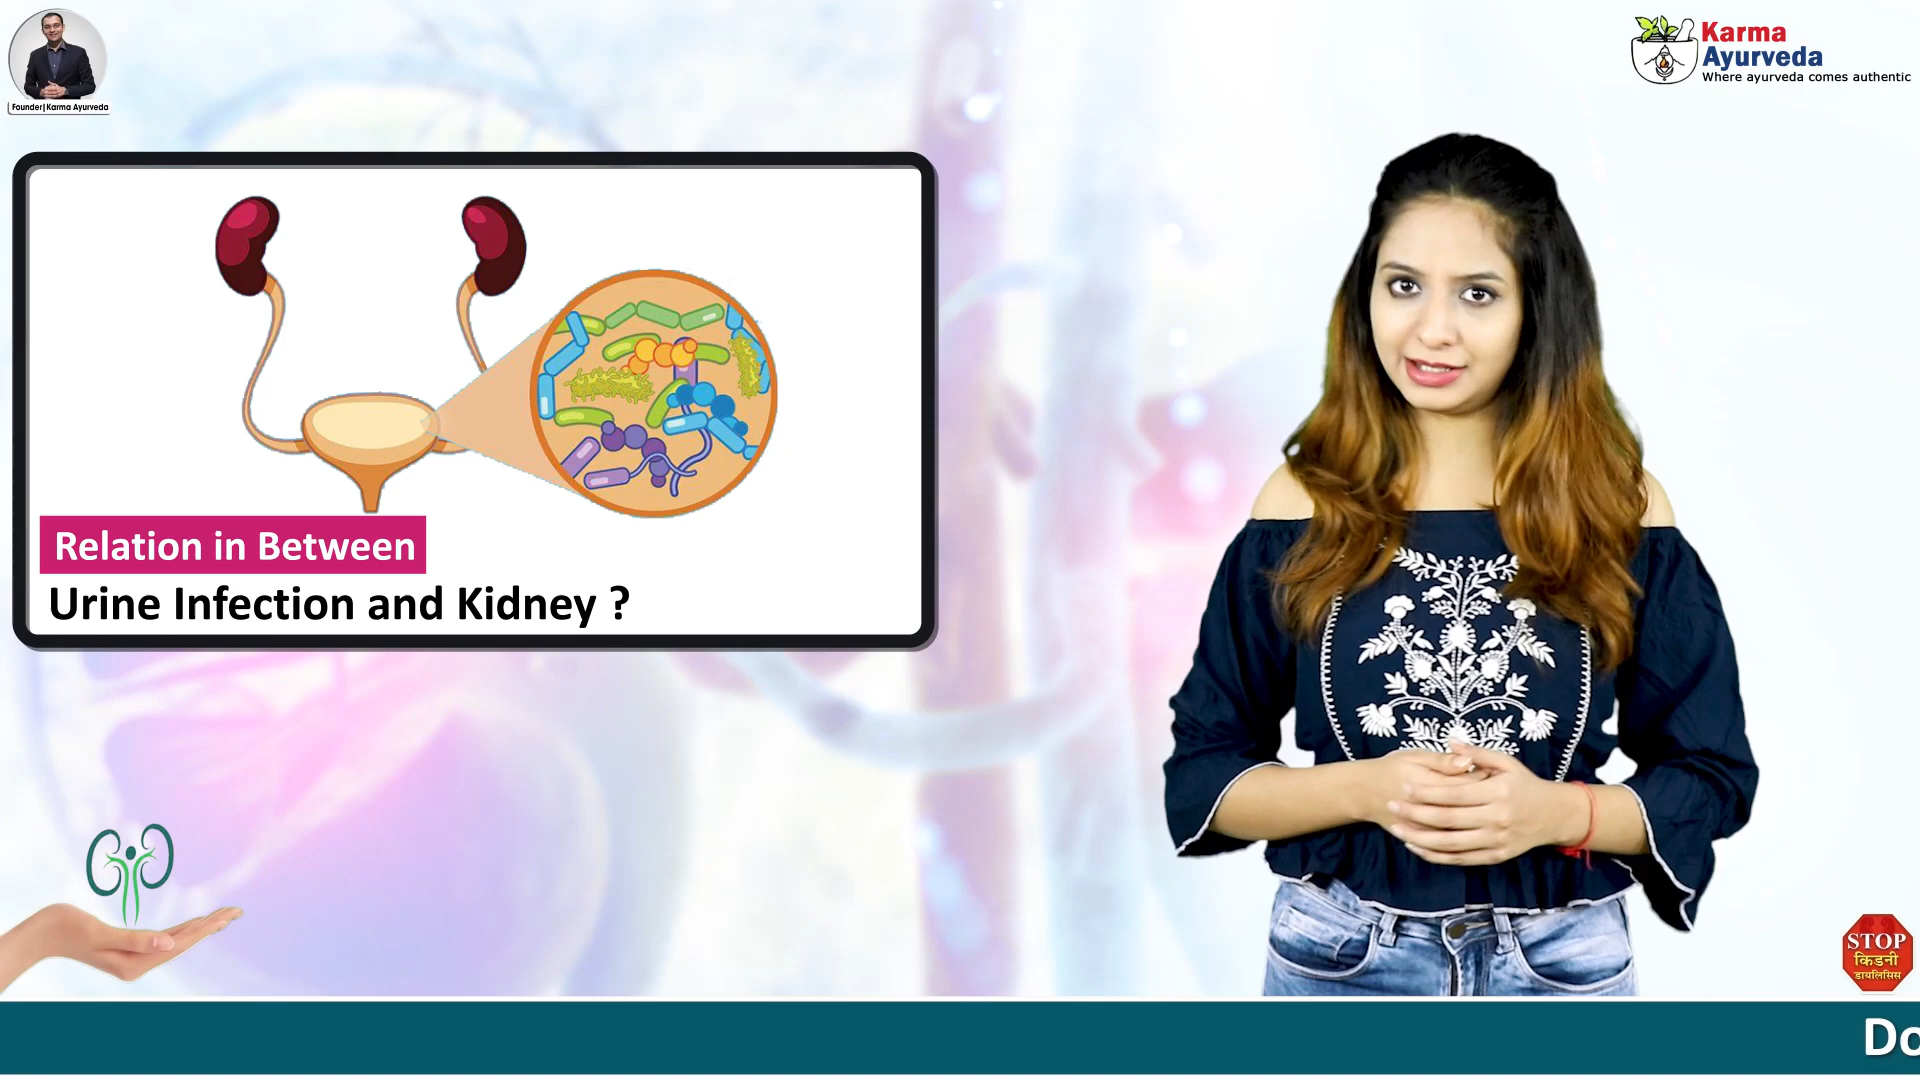 Founder|Karma Ayurveda
Karma
Ayurveda
Where ayurveda comes authentic
Relation in Between
Urine Infection and Kidney ?
STOP
किडनी
डायलिसिस
Do